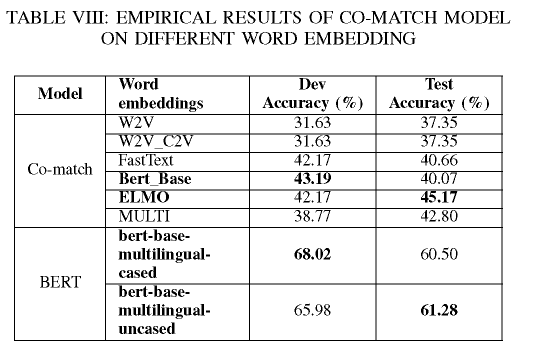 TABLE VIII: EMPIRICAL RESULTS OF CO-MATCH MODEL
ON DIFFERENT WORD EMBEDDING
Model Word embeddings Dev Accuracy (%) Test Accuracy (%)
Co-match W2V 31.63 37.35
W2V_C2V 31.63 37.35
FastText 42.17 40.66
Bert_Base 43.19 40.07
ELMO 42.17 45.17
MULTI 38.77 42.80
BERT bert-base-multilingual-cased 68.02 60.50
bert-base-multilingual-uncased 65.98 61.28